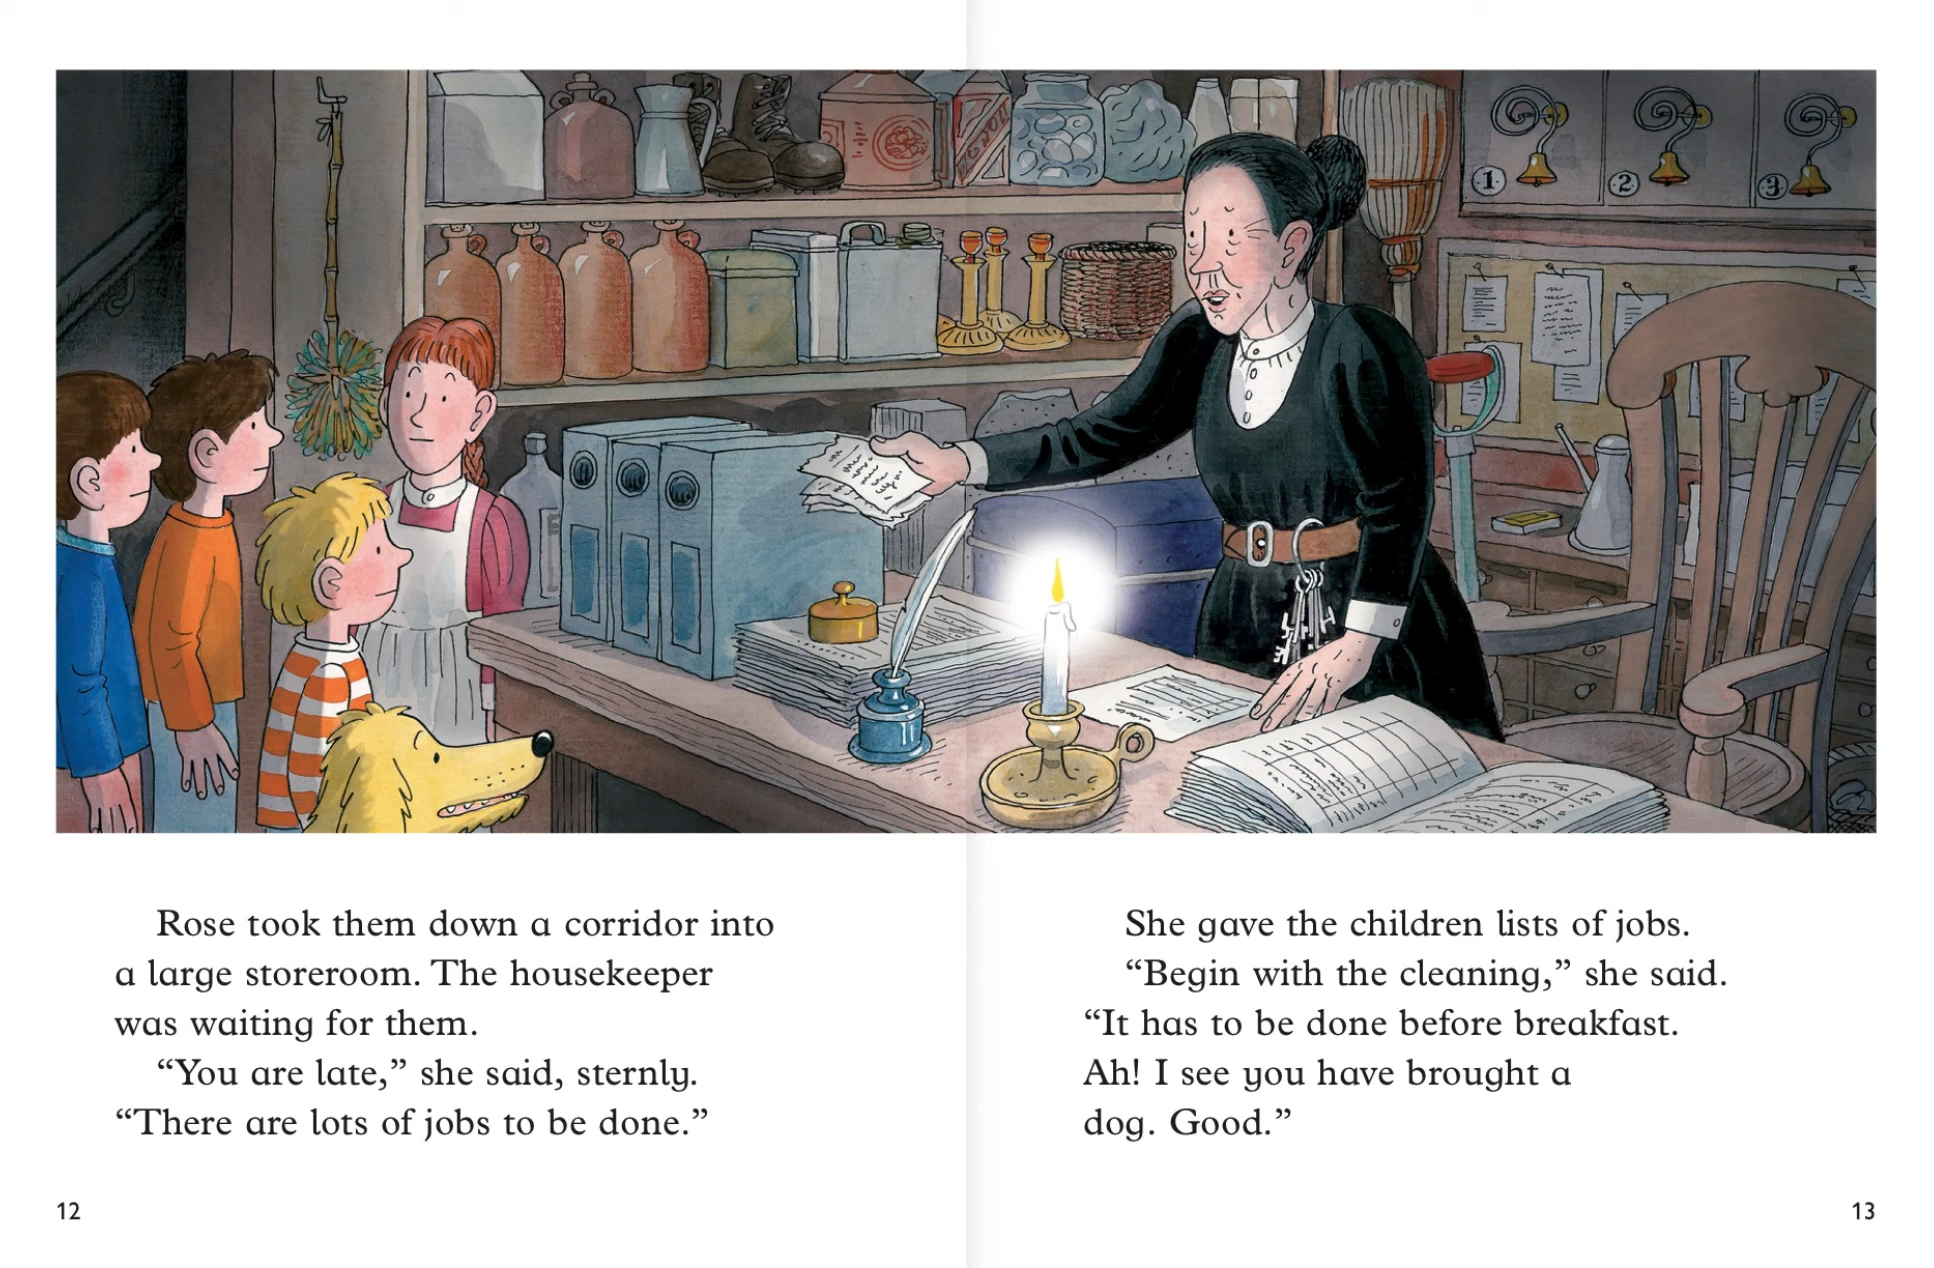 1
2
3
Rose took them down a corridor into
a large storeroom. The housekeeper
was waiting for them.
“You are late,” she said, sternly.
“There are lots of jobs to be done.”
12
She gave the children lists of jobs.
“Begin with the cleaning,” she said.
“It has to be done before breakfast.
Ah! I see you have brought a
dog. Good.”
13